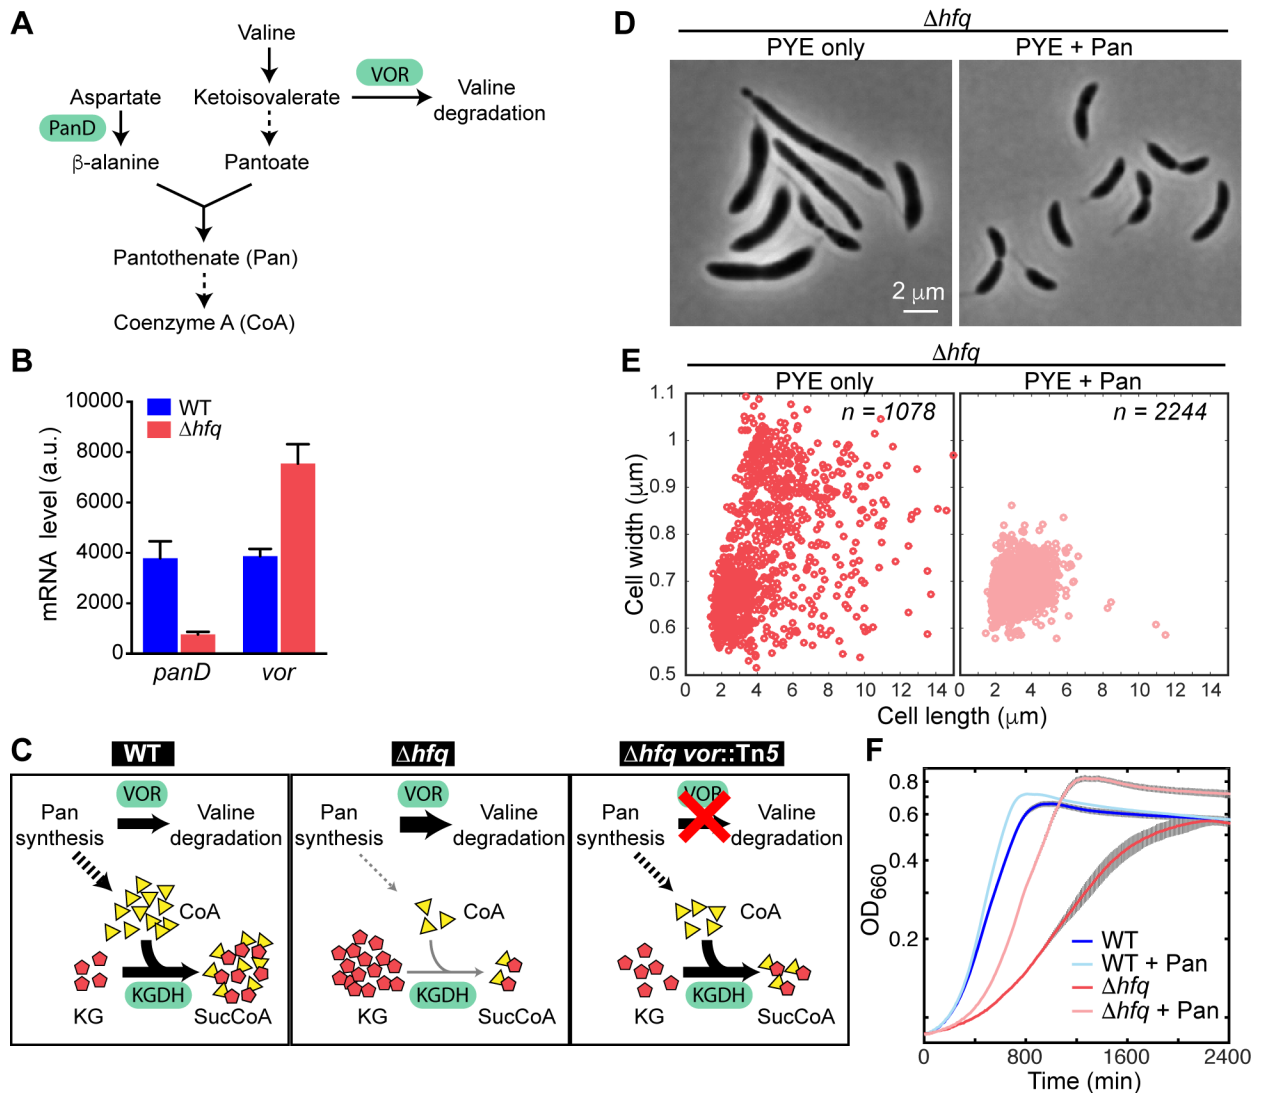 A
Valine
VOR
Aspartate
Ketoisovalerate
Valine
degradation
PanD
β-alanine
Pantoate
Pantothenate (Pan)
Coenzyme A (CoA)
B
10000
8000
6000
4000
2000
0
mRNA level (a.u.)
WT
Δhfq
panD
vor
C
WT
VOR
Pan
synthesis
Valine
degradation
CoA
KGDH
KG
SucCoA
Δhfq
VOR
Pan
synthesis
Valine
degradation
CoA
KGDH
KG
SucCoA
Δhfq vor::Tn5
VOR
Pan
synthesis
Valine
degradation
CoA
KGDH
KG
SucCoA
D
Δhfq
PYE only
PYE + Pan
2 μm
E
Δhfq
PYE only
PYE + Pan
n = 1078
n = 2244
1.1
1
0.9
0.8
0.7
0.6
0.5
Cell width (μm)
0 2 4 6 8 10 12 14
0 2 4 6 8 10 12 14
Cell length (μm)
F
0.8
0.6
0.4
0.2
OD660
WT
WT + Pan
Δhfq
Δhfq + Pan
0 800 1600 2400
Time (min)